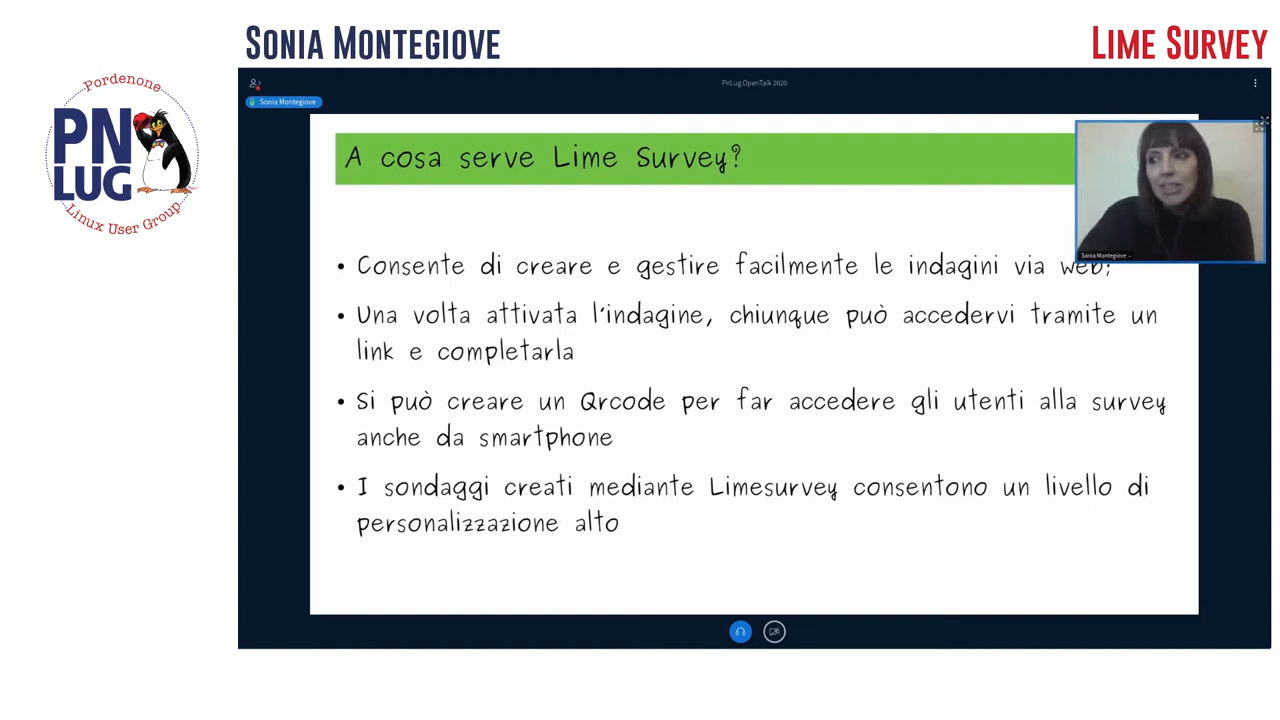 SONIA MONTEGIOVE
LIME SURVEY
Pordenone
PN
LUG
Linux User Group
PnLug OpenTalk 2020
Sonia Montegiove
A cosa serve Lime Survey?
Sonia Montegiove
• Consente di creare e gestire facilmente le indagini via web;
• Una volta attivata l'indagine, chiunque può accedervi tramite un
link e completarla
• Si può creare un Qrcode per far accedere gli utenti alla survey
anche da smartphone
• I sondaggi creati mediante Limesurvey consentono un livello di
personalizzazione alto